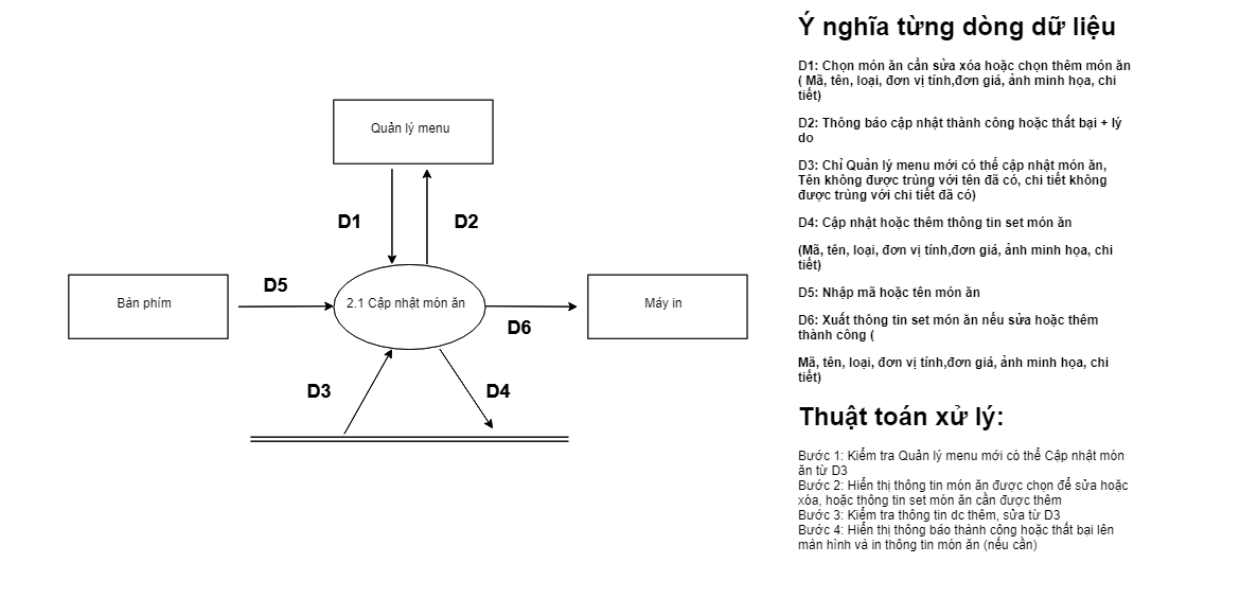 Quản lý menu
D1
D2
Bàn phím
D5
2.1 Cập nhật món ăn
D6
Máy in
D3
D4
Ý nghĩa từng dòng dữ liệu
D1: Chọn món ăn cần sửa xóa hoặc chọn thêm món ăn
( Mã, tên, loại, đơn vị tính,đơn giá, ảnh minh họa, chi
tiết)
D2: Thông báo cập nhật thành công hoặc thất bại + lý
do
D3: Chỉ Quản lý menu mới có thể cập nhật món ăn,
Tên không được trùng với tên đã có, chi tiết không
được trùng với chi tiết đã có)
D4: Cập nhật hoặc thêm thông tin set món ăn
(Mã, tên, loại, đơn vị tính,đơn giá, ảnh minh họa, chi
tiết)
D5: Nhập mã hoặc tên món ăn
D6: Xuất thông tin set món ăn nếu sửa hoặc thêm
thành công (
Mã, tên, loại, đơn vị tính,đơn giá, ảnh minh họa, chi
tiết)
Thuật toán xử lý:
Bước 1: Kiểm tra Quản lý menu mới có thể Cập nhật món
ăn từ D3
Bước 2: Hiển thị thông tin món ăn được chọn để sửa hoặc
xóa, hoặc thông tin set món ăn cần được thêm
Bước 3: Kiểm tra thông tin dc thêm, sửa từ D3
Bước 4: Hiển thị thông báo thành công hoặc thất bại lên
màn hình và in thông tin món ăn (nếu cần)